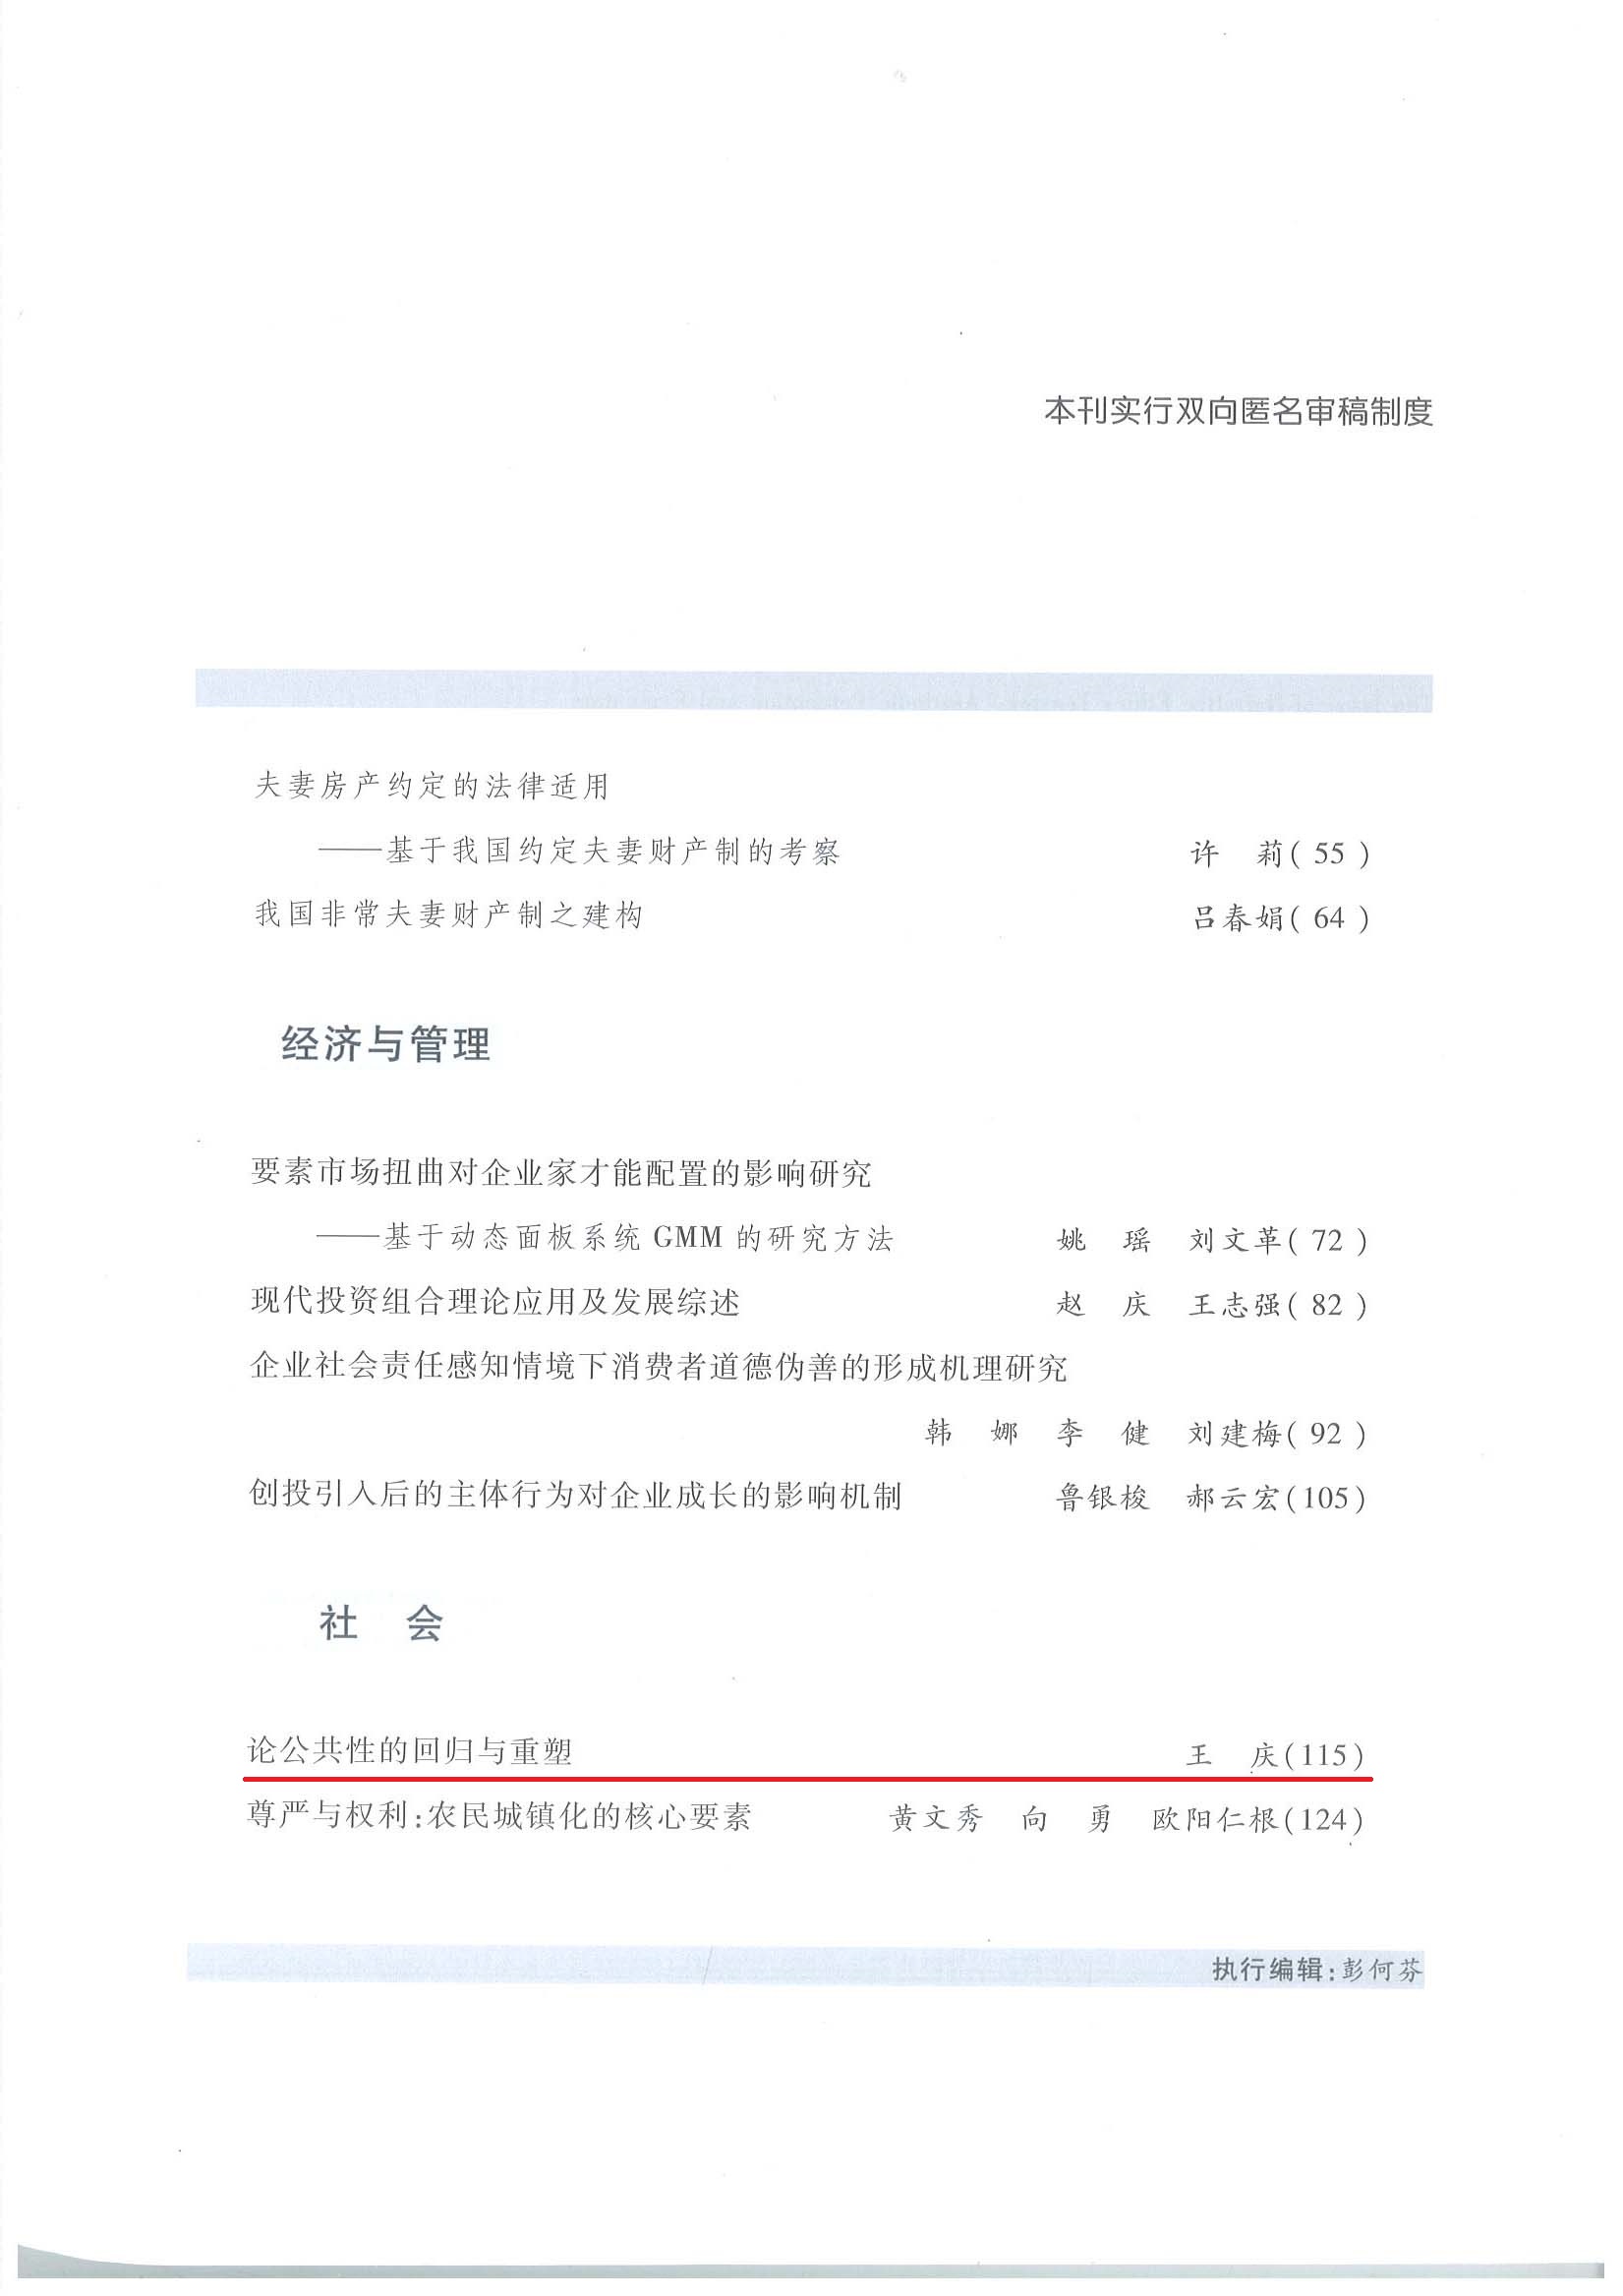 本刊实行双向匿名审稿制度
夫妻房产约定的法律适用
——基于我国约定夫妻财产制的考察 许 莉( 55 )
我国非常夫妻财产制之建构 吕春娟( 64 )
经济与管理
要素市场扭曲对企业家才能配置的影响研究
——基于动态面板系统 GMM 的研究方法 姚 瑶 刘文革( 72 )
现代投资组合理论应用及发展综述 赵 庆 王志强( 82 )
企业社会责任感知情境下消费者道德伪善的形成机理研究
韩 娜 李 健 刘建梅( 92 )
创投引入后的主体行为对企业成长的影响机制 鲁银梭 郝云宏(105)
社 会
论公共性的回归与重塑 王 庆(115)
尊严与权利:农民城镇化的核心要素 黄文秀 向 勇 欧阳仁根(124)
执行编辑:彭何芬